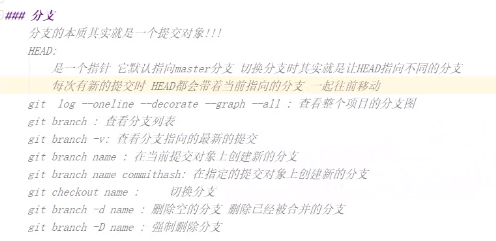 ### 分支
分支的本质其实就是一个提交对象!!!
HEAD:
是一个指针 它默认指向master分支 切换分支时其实就是让HEAD指向不同的分支
每次有新的提交时 HEAD都会带着当前指向的分支 一起往前移动
git log --oneline --decorate --graph --all : 查看整个项目的分支图
git branch : 查看分支列表
git branch -v: 查看分支指向的最新的提交
git branch name : 在当前提交对象上创建新的分支
git branch name commithash: 在指定的提交对象上创建新的分支
git checkout name : 切换分支
git branch -d name : 删除空的分支 删除已经被合并的分支
git branch -D name : 强制删除分支